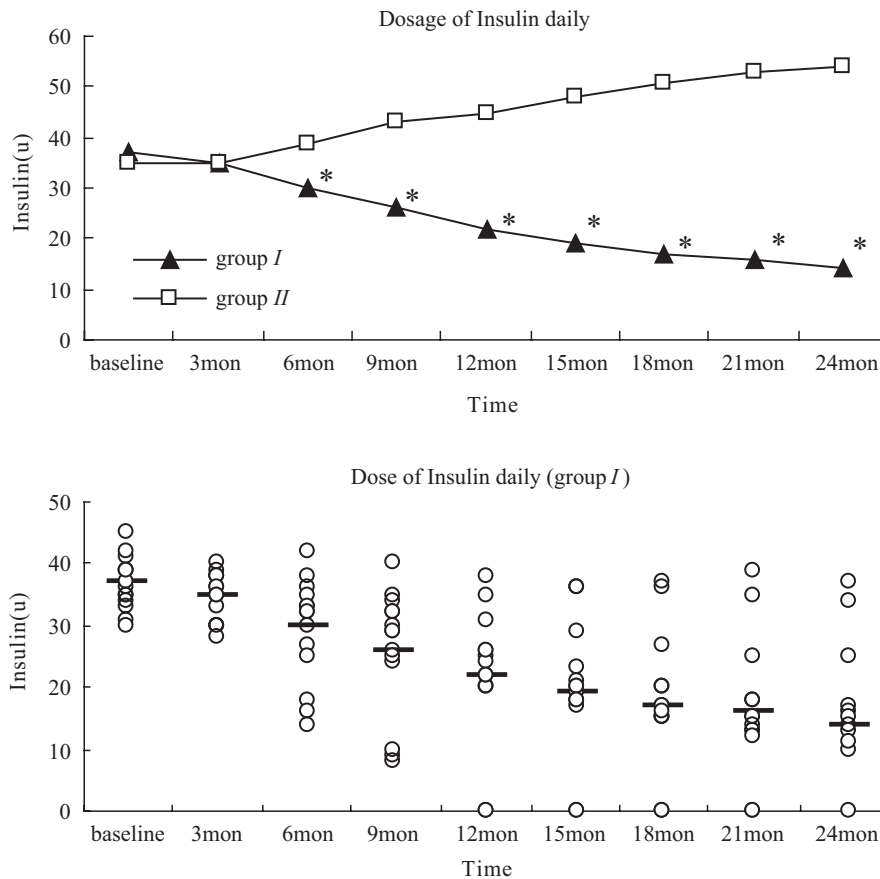 Dosage of Insulin daily
60
50
40
30
20
10
0
Insulin(u)
* * * * * * *
group I
group II
baseline 3mon 6mon 9mon 12mon 15mon 18mon 21mon 24mon
Time
Dose of Insulin daily (group I)
50
40
30
20
10
0
Insulin(u)
baseline 3mon 6mon 9mon 12mon 15mon 18mon 21mon 24mon
Time